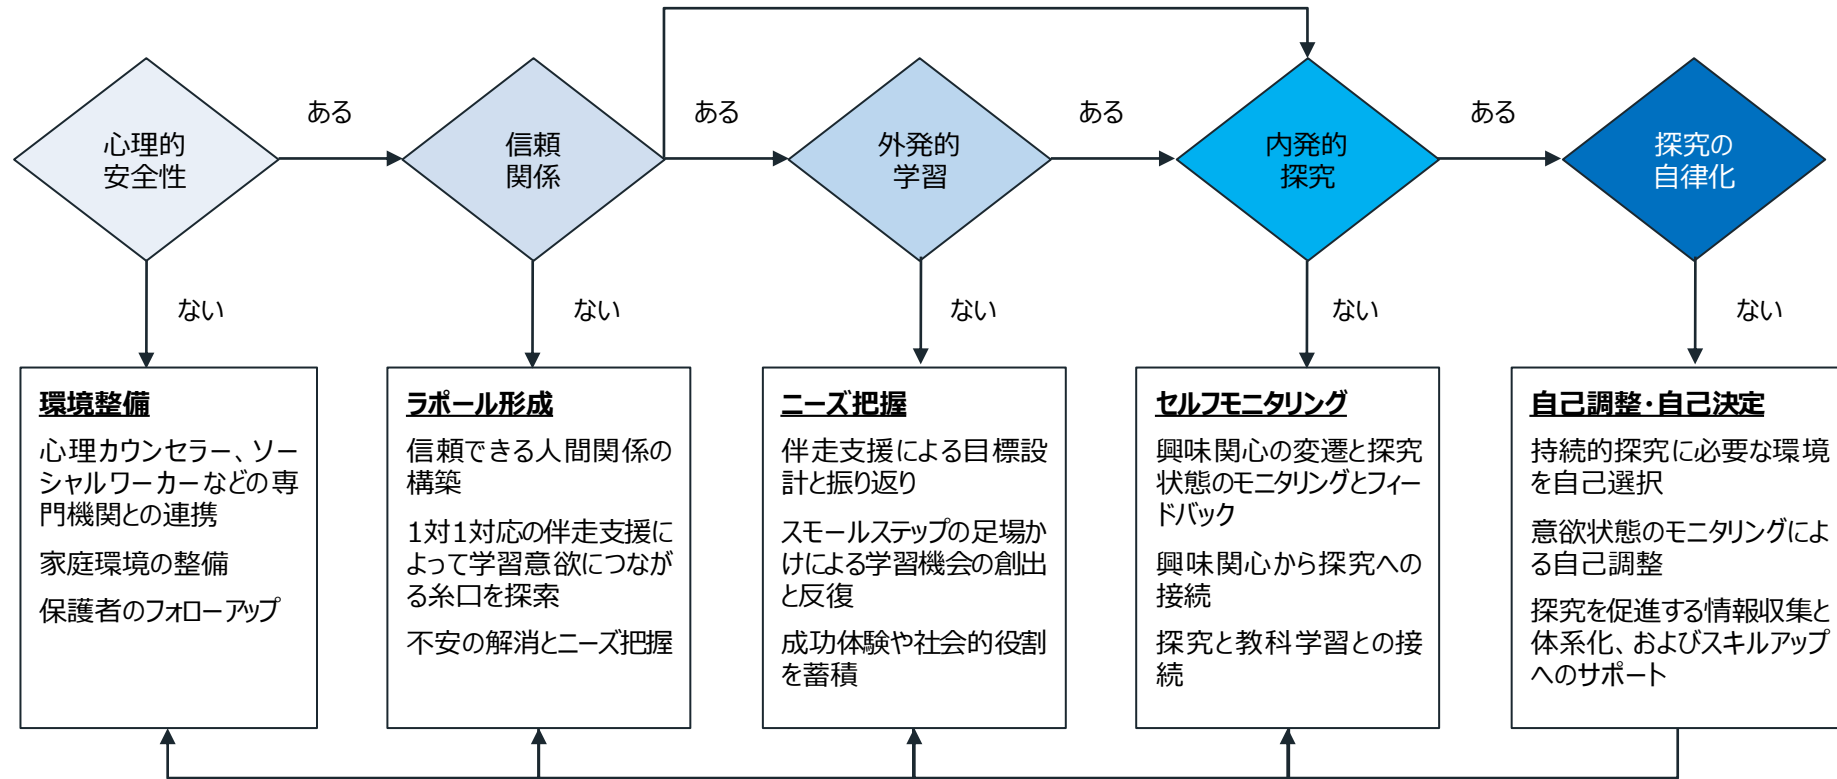 心理的
安全性
ある
信頼
関係
ある
外発的
学習
ある
内発的
探究
ある
探究の
自律化
ない
ない
ない
ない
ない
環境整備
心理カウンセラー、ソー
シャルワーカーなどの専
門機関との連携
家庭環境の整備
保護者のフォローアップ
ラポール形成
信頼できる人間関係の
構築
1対1対応の伴走支援に
よって学習意欲につなが
る糸口を探索
不安の解消とニーズ把握
ニーズ把握
伴走支援による目標設
計と振り返り
スモールステップの足場か
けによる学習機会の創出
と反復
成功体験や社会的役割
を蓄積
セルフモニタリング
興味関心の変遷と探究
状態のモニタリングとフィー
ドバック
興味関心から探究への
接続
探究と教科学習との接
続
自己調整・自己決定
持続的探究に必要な環境
を自己選択
意欲状態のモニタリングによ
る自己調整
探究を促進する情報収集と
体系化、およびスキルアップ
へのサポート